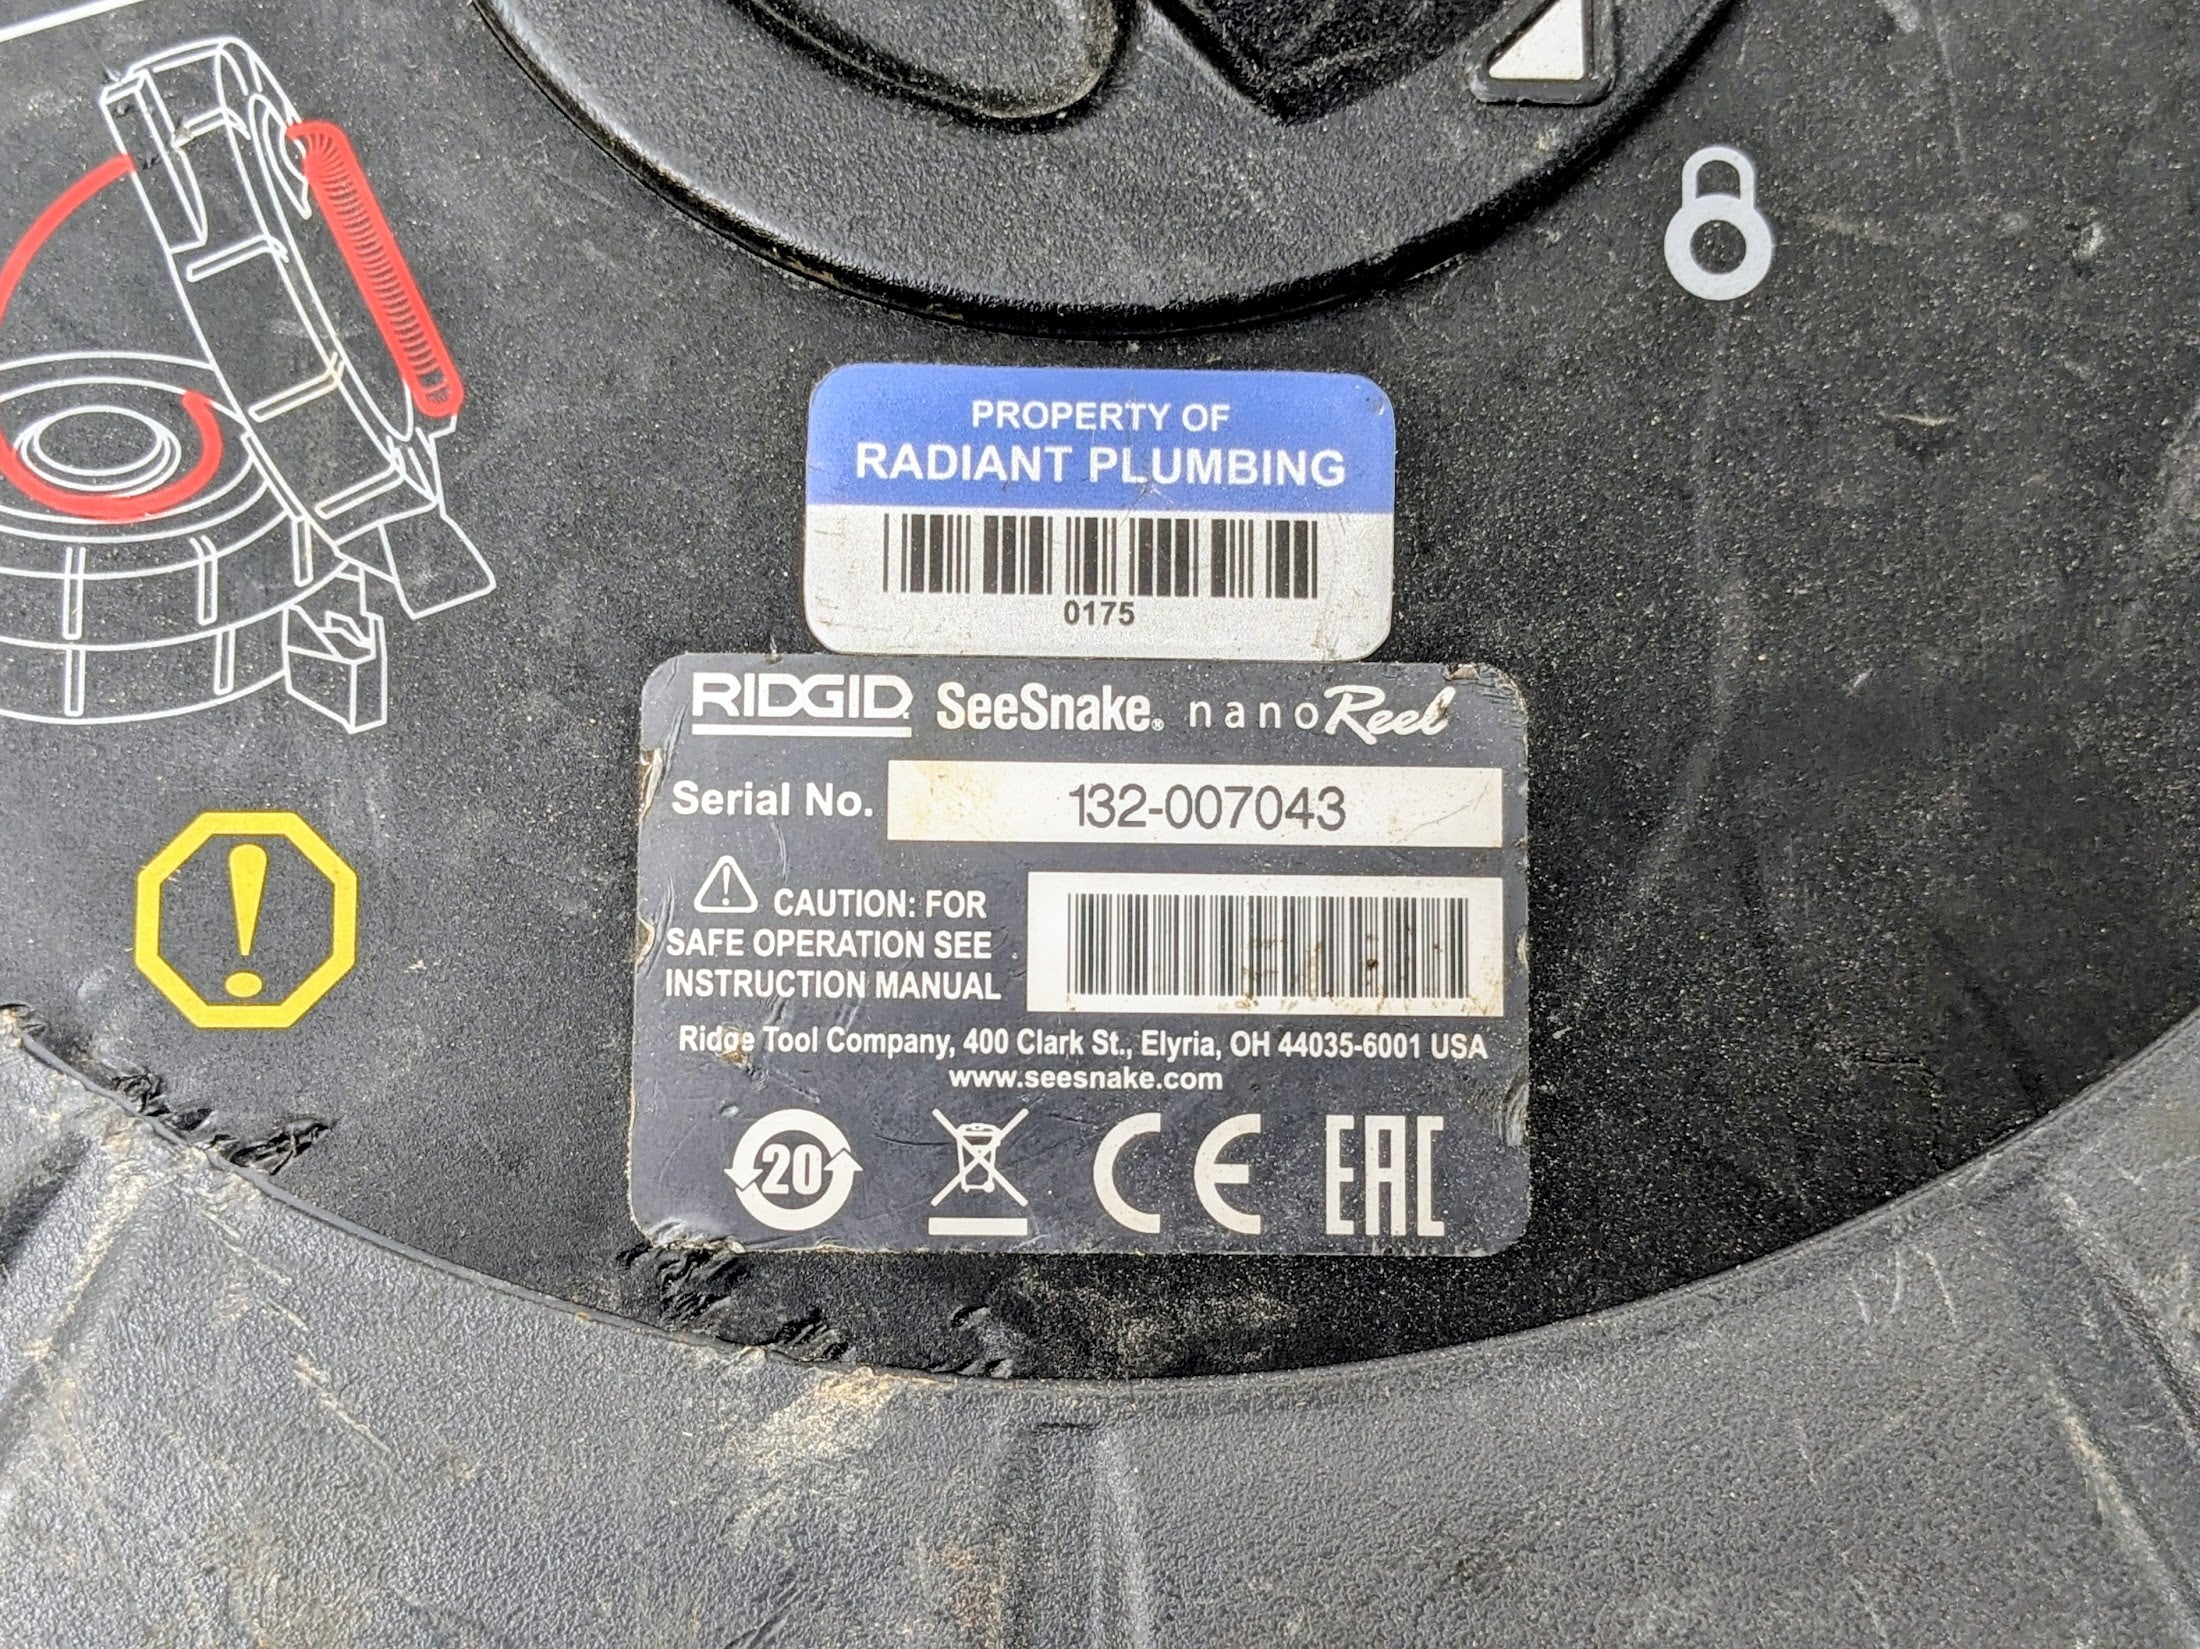 PROPERTY OF
RADIANT PLUMBING
0175
RIDGID SeeSnake® nanoReel
Serial No. 132-007043
CAUTION: FOR
SAFE OPERATION SEE
INSTRUCTION MANUAL
Ridge Tool Company, 400 Clark St., Elyria, OH 44035-6001 USA
www.seesnake.com
20 CE EAC